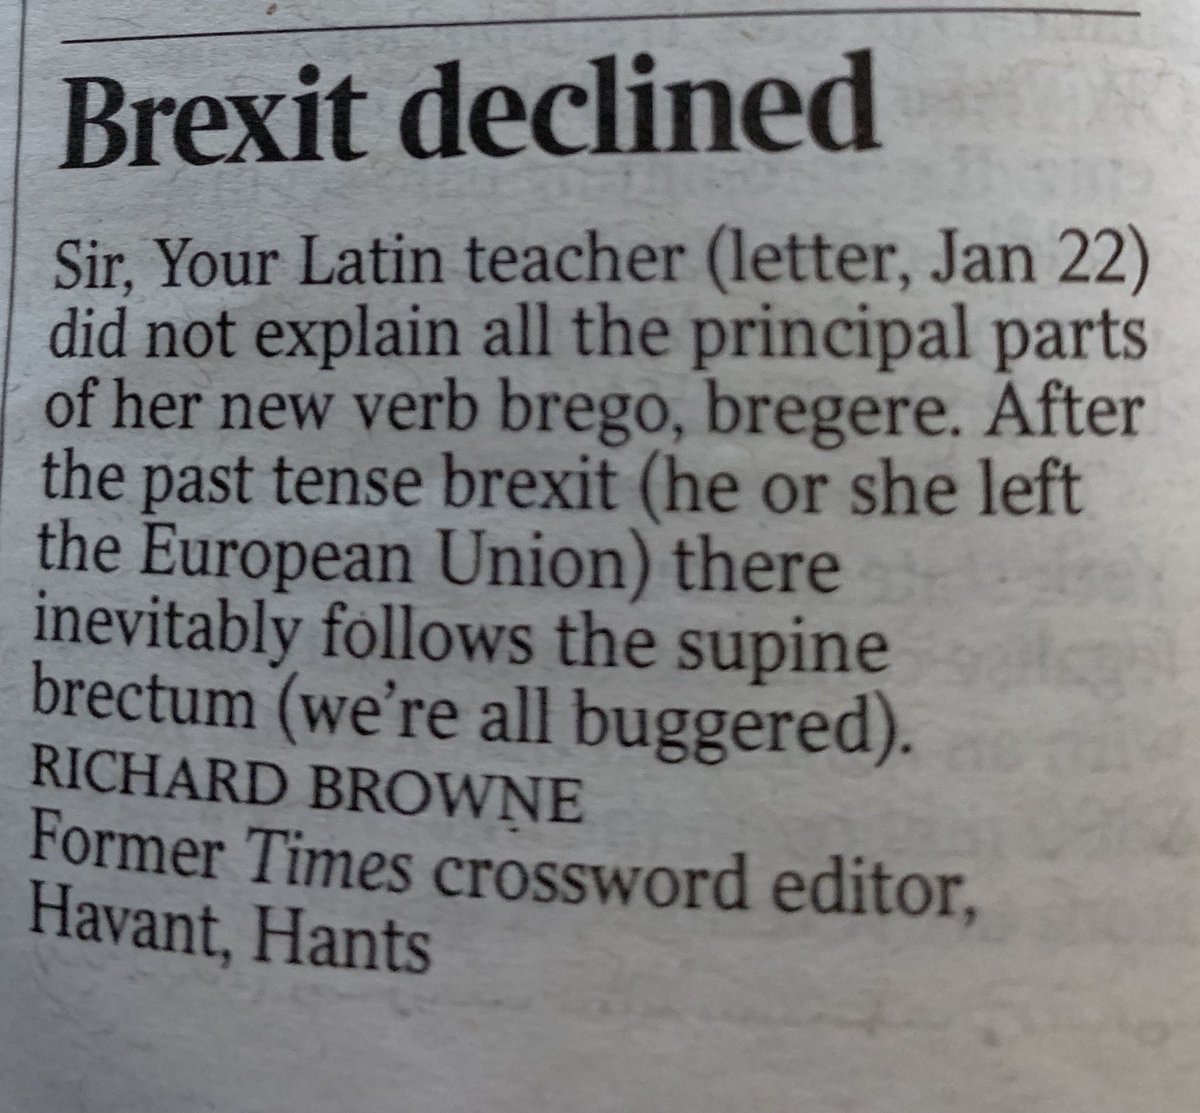 Brexit declined
Sir, Your Latin teacher (letter, Jan 22)
did not explain all the principal parts
of her new verb brego, bregere. After
the past tense brexit (he or she left
the European Union) there
inevitably follows the supine
brectum (we're all buggered).
RICHARD BROWNE
Former Times crossword editor,
Havant, Hants